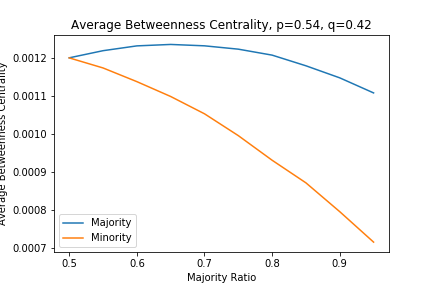 Average Betweenness Centrality, p=0.54, q=0.42
Average Betweenness Centrality
0.0012
0.0011
0.0010
0.0009
0.0008
0.0007
Majority
Minority
0.5 0.6 0.7 0.8 0.9
Majority Ratio